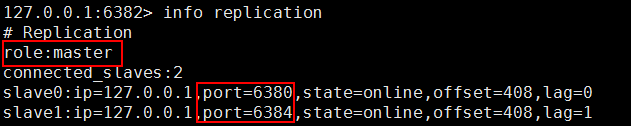 127.0.0.1:6382> info replication
# Replication
role:master
connected_slaves:2
slave0:ip=127.0.0.1,port=6380,state=online,offset=408,lag=0
slave1:ip=127.0.0.1,port=6384,state=online,offset=408,lag=1